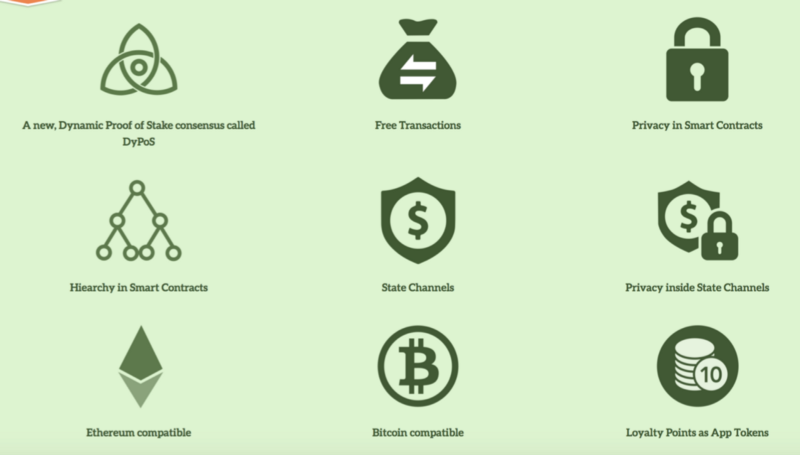 A new, Dynamic Proof of Stake consensus called
DyPoS
Free Transactions
Privacy in Smart Contracts
Hiearchy in Smart Contracts
$
State Channels
$
Privacy inside State Channels
Ethereum compatible
Bitcoin compatible
10
Loyalty Points as App Tokens